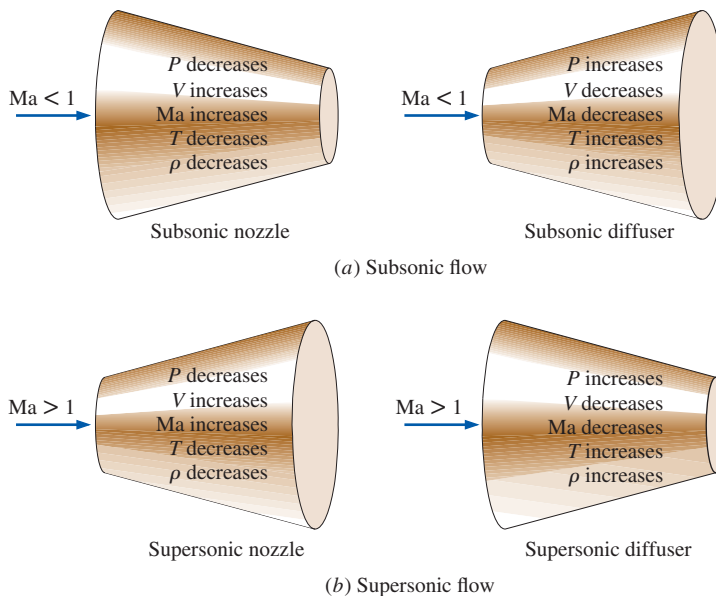 P decreases
V increases
Ma < 1
Ma increases
T decreases
ρ decreases
Subsonic nozzle
P increases
V decreases
Ma < 1
Ma decreases
T increases
ρ increases
Subsonic diffuser
(a) Subsonic flow
P decreases
V increases
Ma > 1
Ma increases
T decreases
ρ decreases
Supersonic nozzle
P increases
V decreases
Ma > 1
Ma decreases
T increases
ρ increases
Supersonic diffuser
(b) Supersonic flow